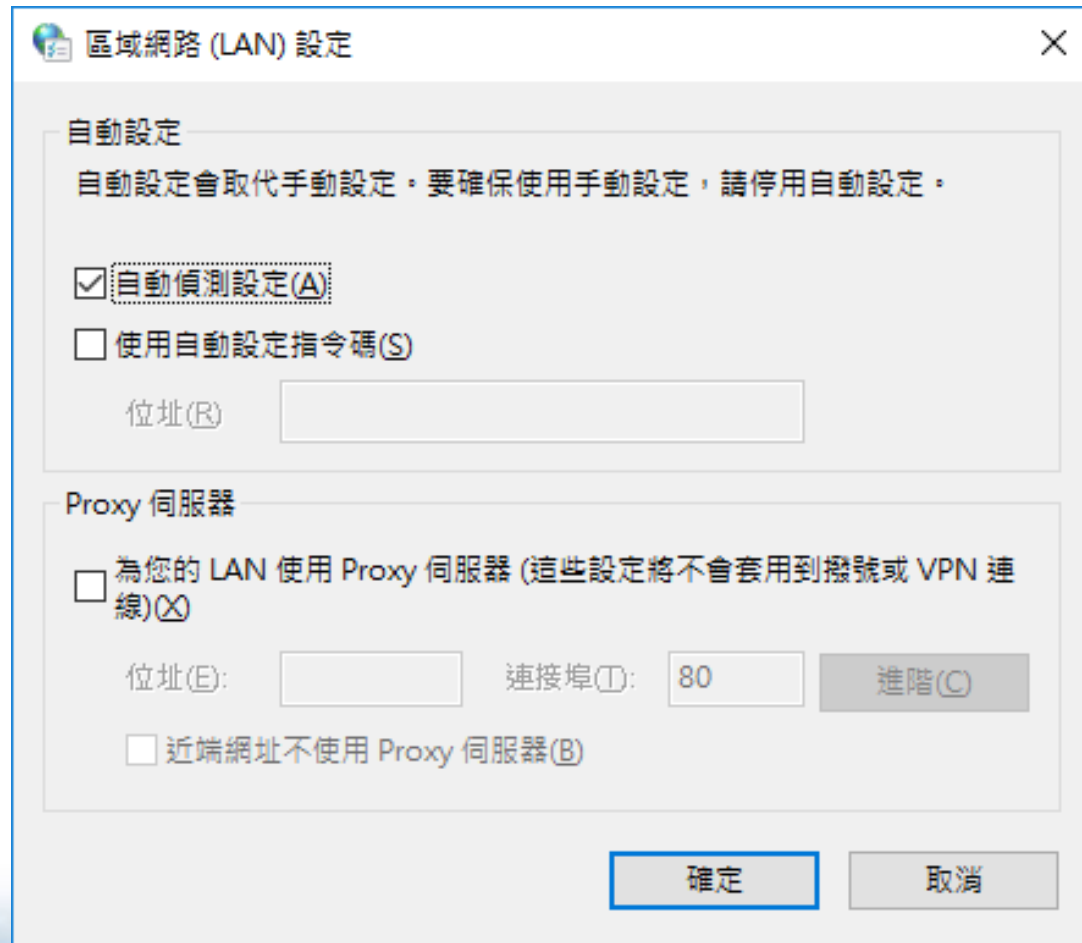 區域網路 (LAN) 設定
自動設定
自動設定會取代手動設定。要確保使用手動設定，請停用自動設定。
自動偵測設定(A)
使用自動設定指令碼(S)
位址(R)
Proxy 伺服器
為您的 LAN 使用 Proxy 伺服器 (這些設定將不會套用到撥號或 VPN 連
線)(X)
位址(E): 連接埠(T): 80 進階(C)
近端網址不使用 Proxy 伺服器(B)
確定 取消